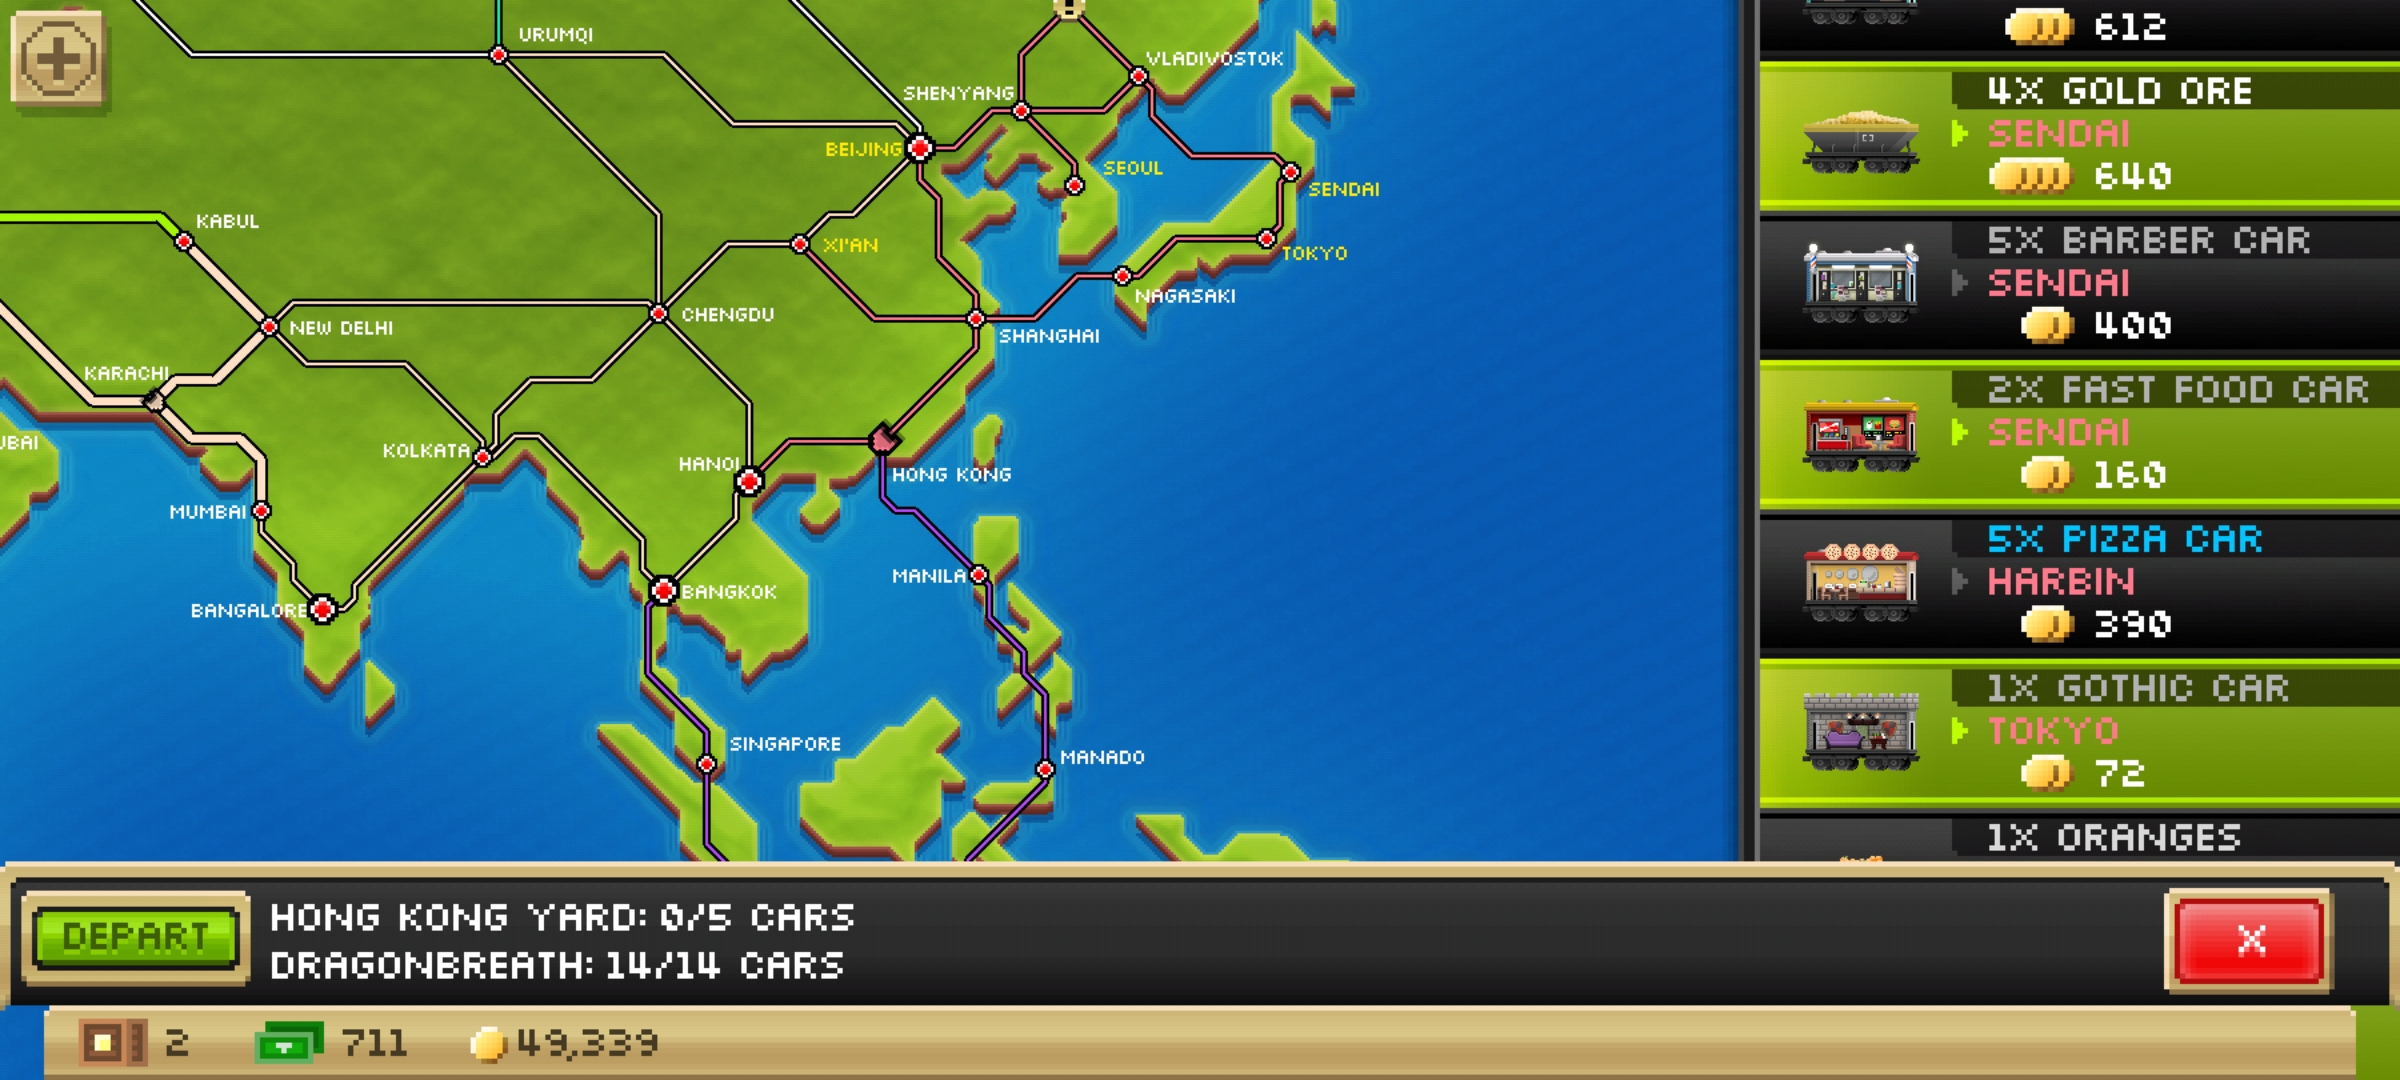 URUMQI
VLADIVOSTOK
SHENYANG
BEIJING
SEOUL
SENDAI
KABUL
XI'AN
TOKYO
NAGASAKI
NEW DELHI
CHENGDU
SHANGHAI
KARACHI
UBAI
KOLKATA
HANOI
HONG KONG
MUMBAI
MANILA
BANGKOK
BANGALORE
SINGAPORE
MANADO
612
4X GOLD ORE
SENDAI
640
5X BARBER CAR
SENDAI
400
2X FAST FOOD CAR
SENDAI
160
5X PIZZA CAR
HARBIN
390
1X GOTHIC CAR
TOKYO
72
1X ORANGES
DEPART
HONG KONG YARD: 0/5 CARS
DRAGONBREATH: 14/14 CARS
X
2
711
49,339